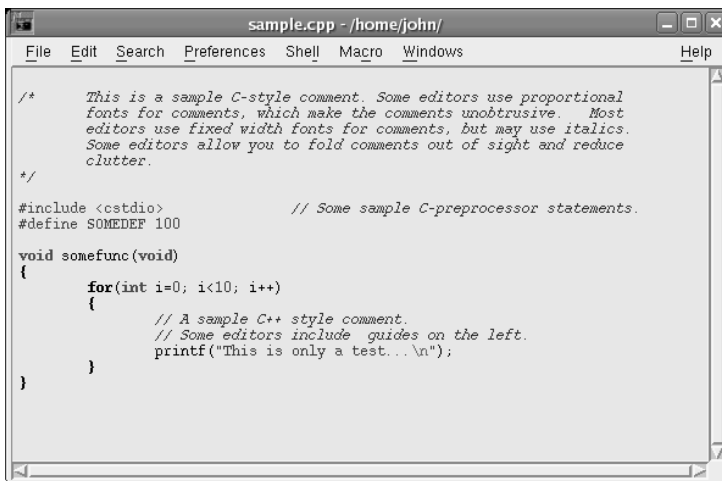 sample.cpp - /home/john/
File Edit Search Preferences Shell Macro Windows Help
/* This is a sample C-style comment. Some editors use proportional
fonts for comments, which make the comments unobtrusive. Most
editors use fixed width fonts for comments, but may use italics.
Some editors allow you to fold comments out of sight and reduce
clutter.
*/
#include <cstdio> // Some sample C-preprocessor statements.
#define SOMEDEF 100
void somefunc(void)
{
for(int i=0; i<10; i++)
{
// A sample C++ style comment.
// Some editors include guides on the left.
printf("This is only a test...\n");
}
}